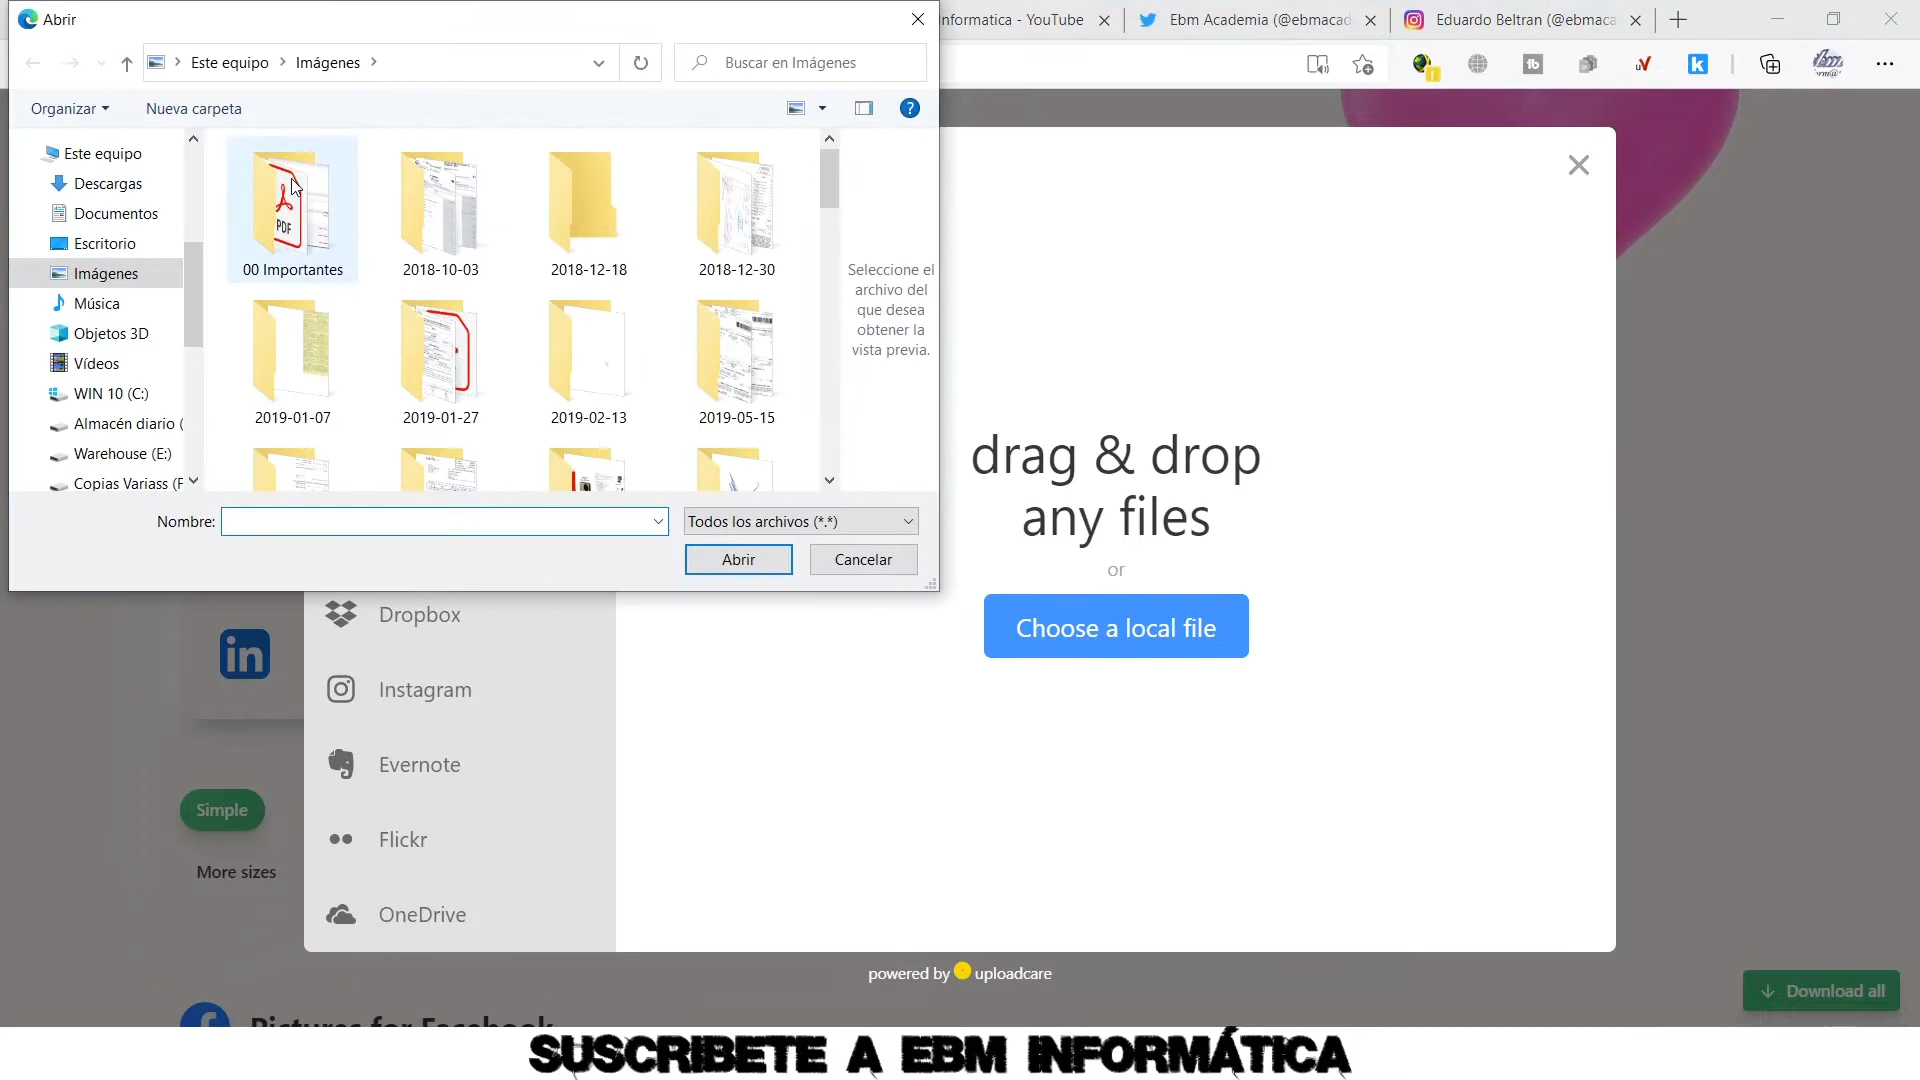 Abrir
nformatica - YouTube
Ebm Academia (@ebmacad
Eduardo Beltran (@ebmaca
Este equipo
Imágenes
Buscar en Imágenes
Organizar
Nueva carpeta
Este equipo
Descargas
Documentos
Escritorio
Imágenes
Música
Objetos 3D
Vídeos
WIN 10 (C:)
Almacén diario (
Warehouse (E:)
Copias Variass (F
PDF
00 Importantes
2018-10-03
2018-12-18
2018-12-30
2019-01-07
2019-01-27
2019-02-13
2019-05-15
Seleccione el
archivo del
que desea
obtener la
vista previa.
Nombre:
Todos los archivos (*.*)
Abrir
Cancelar
drag & drop
any files
or
Choose a local file
Dropbox
Instagram
Evernote
Flickr
OneDrive
in
Simple
More sizes
powered by uploadcare
Download all
Pictures for Facebook
SUSCRIBETE A EBM INFORMÁTICA